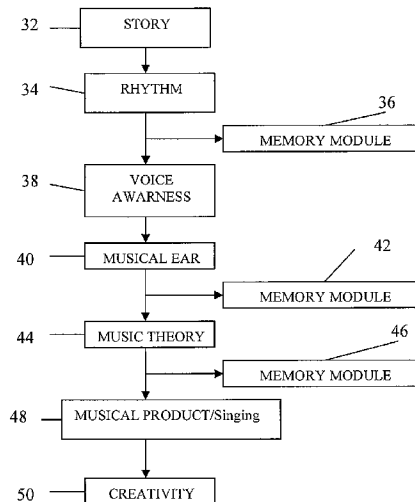 32
STORY
34
RHYTHM
36
MEMORY MODULE
38
VOICE
AWARNESS
40
MUSICAL EAR
42
MEMORY MODULE
44
MUSIC THEORY
46
MEMORY MODULE
48
MUSICAL PRODUCT/Singing
50
CREATIVITY